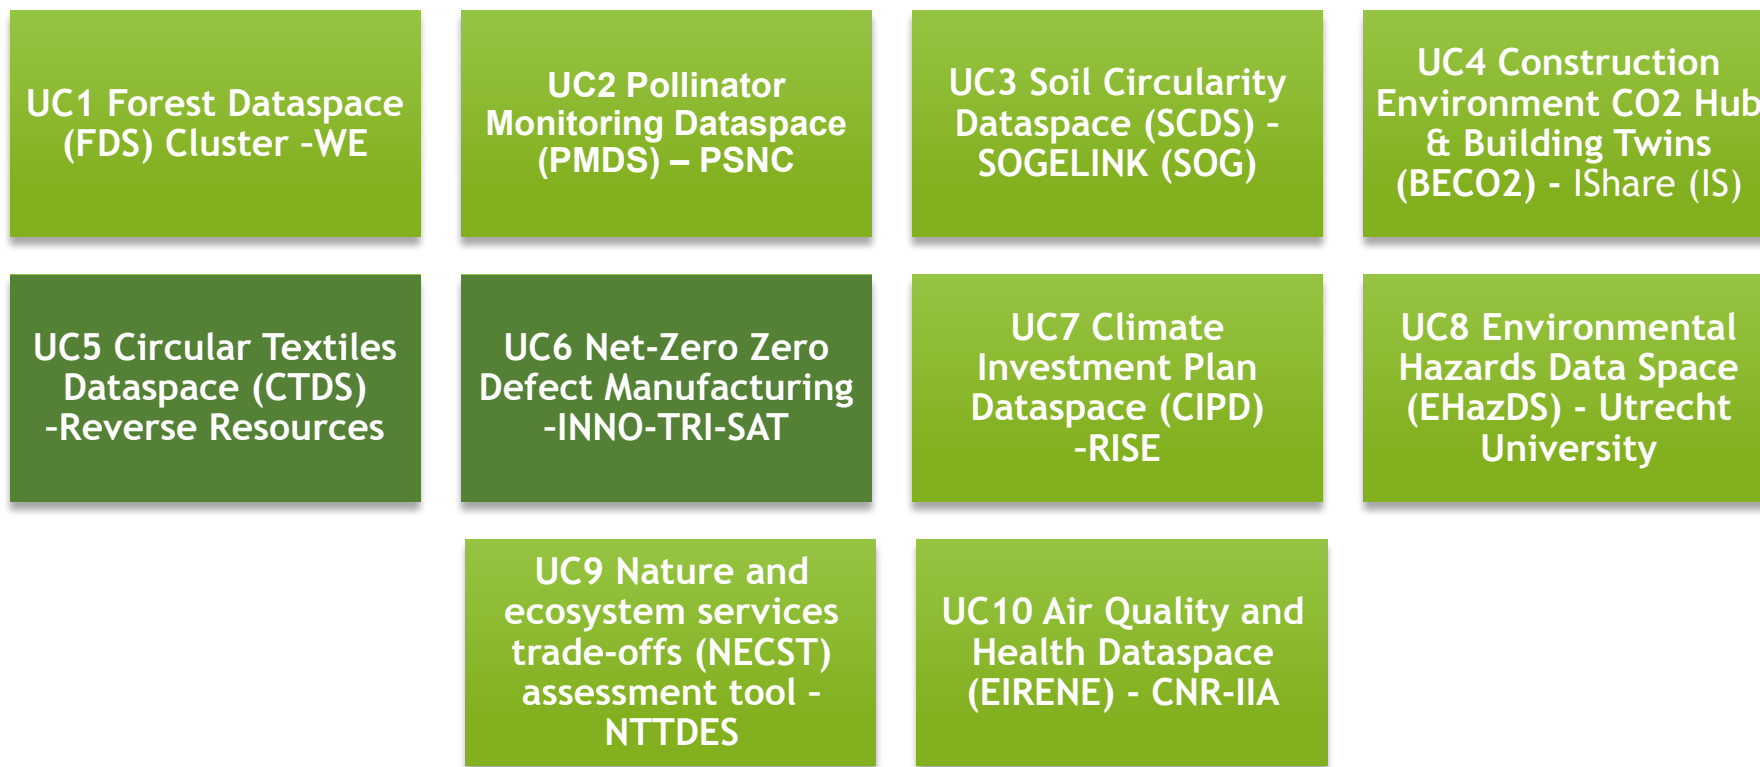 UC1 Forest Dataspace
(FDS) Cluster –WE
UC2 Pollinator
Monitoring Dataspace
(PMDS) – PSNC
UC3 Soil Circularity
Dataspace (SCDS) –
SOGELINK (SOG)
UC4 Construction
Environment CO2 Hub
& Building Twins
(BECO2) - IShare (IS)
UC5 Circular Textiles
Dataspace (CTDS)
–Reverse Resources
UC6 Net-Zero Zero
Defect Manufacturing
–INNO-TRI-SAT
UC7 Climate
Investment Plan
Dataspace (CIPD)
–RISE
UC8 Environmental
Hazards Data Space
(EHazDS) - Utrecht
University
UC9 Nature and
ecosystem services
trade-offs (NECST)
assessment tool –
NTTDES
UC10 Air Quality and
Health Dataspace
(EIRENE) - CNR-IIA